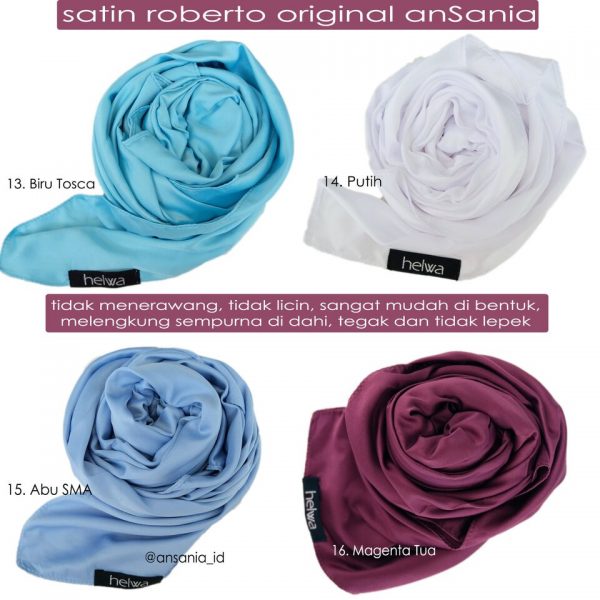 satin roberto original anSania
13. Biru Tosca
helwa
14. Putih
helwa
tidak menerawang, tidak licin, sangat mudah di bentuk,
melengkung sempurna di dahi, tegak dan tidak lepek
15. Abu SMA
@ansania_id
helwa
helwa
16. Magenta Tua